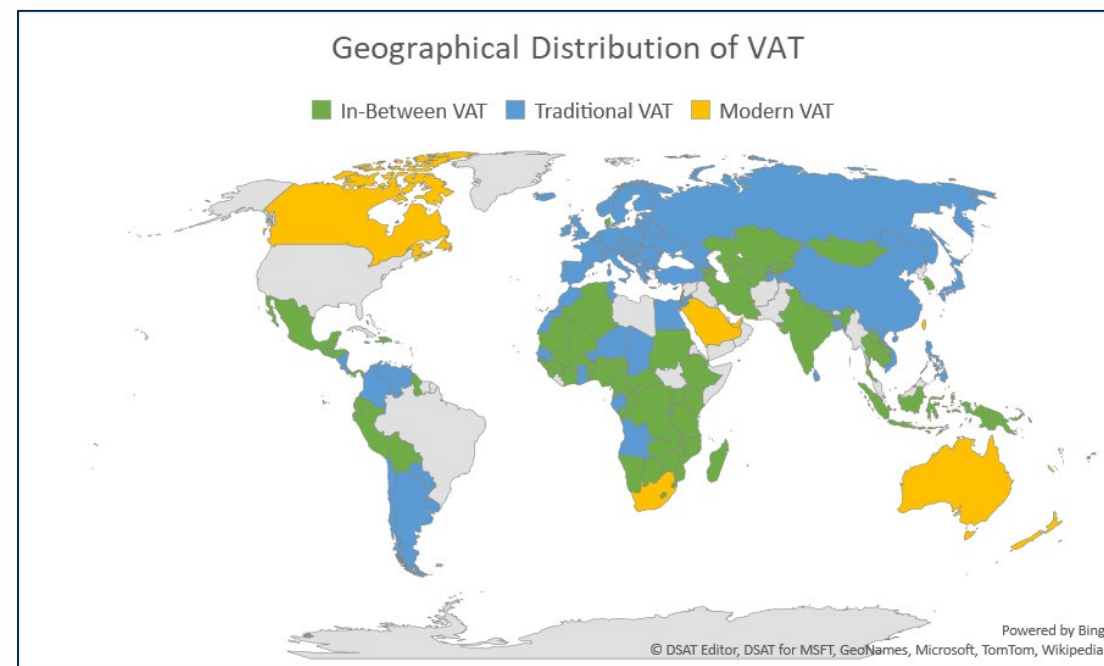 Geographical Distribution of VAT
In-Between VAT Traditional VAT Modern VAT
Powered by Bing
© DSAT Editor, DSAT for MSFT, GeoNames, Microsoft, TomTom, Wikipedia